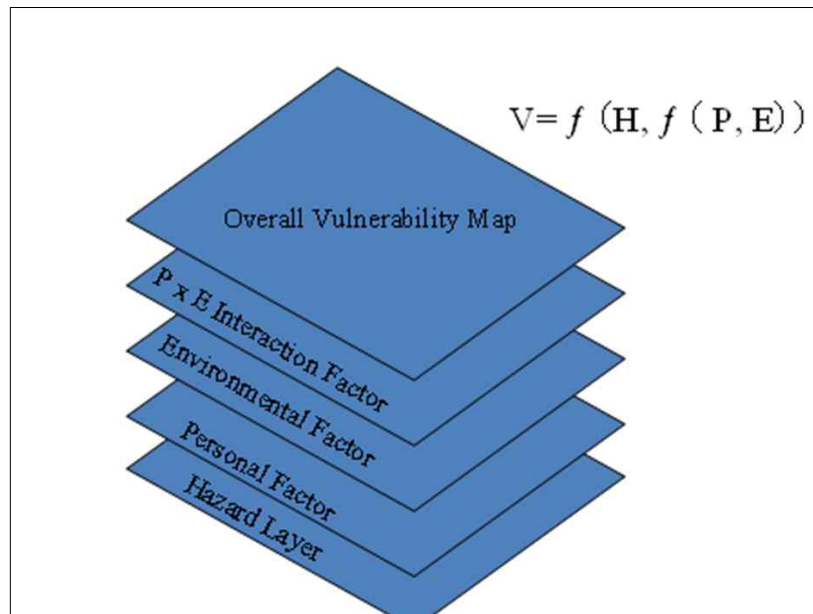 V= f (H, f ( P, E))
Overall Vulnerability Map
P x E Interaction Factor
Environmental Factor
Personal Factor
Hazard Layer